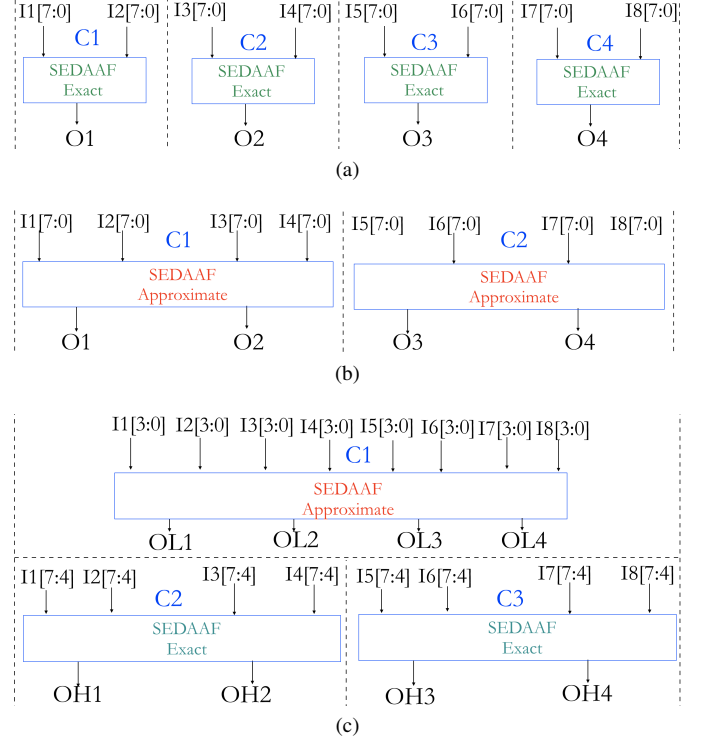 I1[7:0] I2[7:0] I3[7:0] I4[7:0] I5[7:0] I6[7:0] I7[7:0] I8[7:0]
C1 C2 C3 C4
SEDAAF SEDAAF SEDAAF SEDAAF
Exact Exact Exact Exact
O1 O2 O3 O4
(a)
I1[7:0] I2[7:0] I3[7:0] I4[7:0] I5[7:0] I6[7:0] I7[7:0] I8[7:0]
C1 C2
SEDAAF SEDAAF
Approximate Approximate
O1 O2 O3 O4
(b)
I1[3:0] I2[3:0] I3[3:0] I4[3:0] I5[3:0] I6[3:0] I7[3:0] I8[3:0]
C1
SEDAAF
Approximate
OL1 OL2 OL3 OL4
I1[7:4] I2[7:4] I3[7:4] I4[7:4] I5[7:4] I6[7:4] I7[7:4] I8[7:4]
C2 C3
SEDAAF SEDAAF
Exact Exact
OH1 OH2 OH3 OH4
(c)